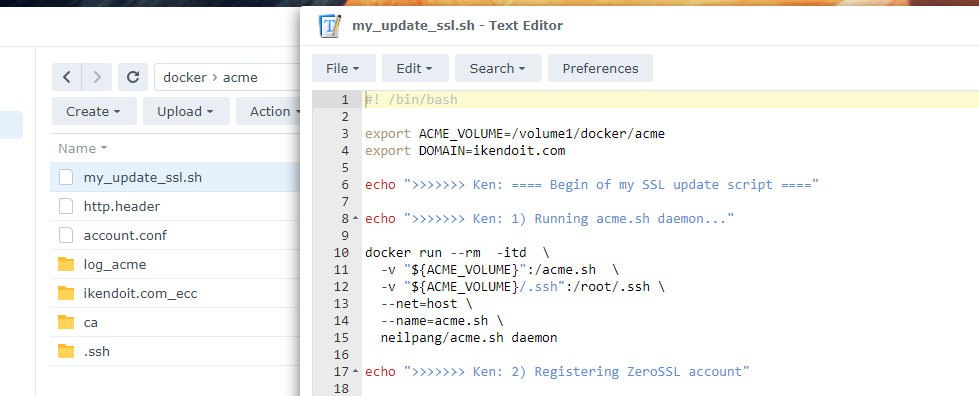 my_update_ssl.sh - Text Editor
docker > acme
File Edit Search Preferences
Create Upload Action
Name
my_update_ssl.sh
http.header
account.conf
log_acme
ikendoit.com_ecc
ca
.ssh
1 #! /bin/bash
2
3 export ACME_VOLUME=/volume1/docker/acme
4 export DOMAIN=ikendoit.com
5
6 echo ">>>>>>> Ken: ==== Begin of my SSL update script ===="
7
8 echo ">>>>>>> Ken: 1) Running acme.sh daemon..."
9
10 docker run --rm  -itd  \
11   -v "${ACME_VOLUME}":/acme.sh  \
12   -v "${ACME_VOLUME}/.ssh":/root/.ssh \
13   --net=host \
14   --name=acme.sh \
15   neilpang/acme.sh daemon
16
17 echo ">>>>>>> Ken: 2) Registering ZeroSSL account"
18